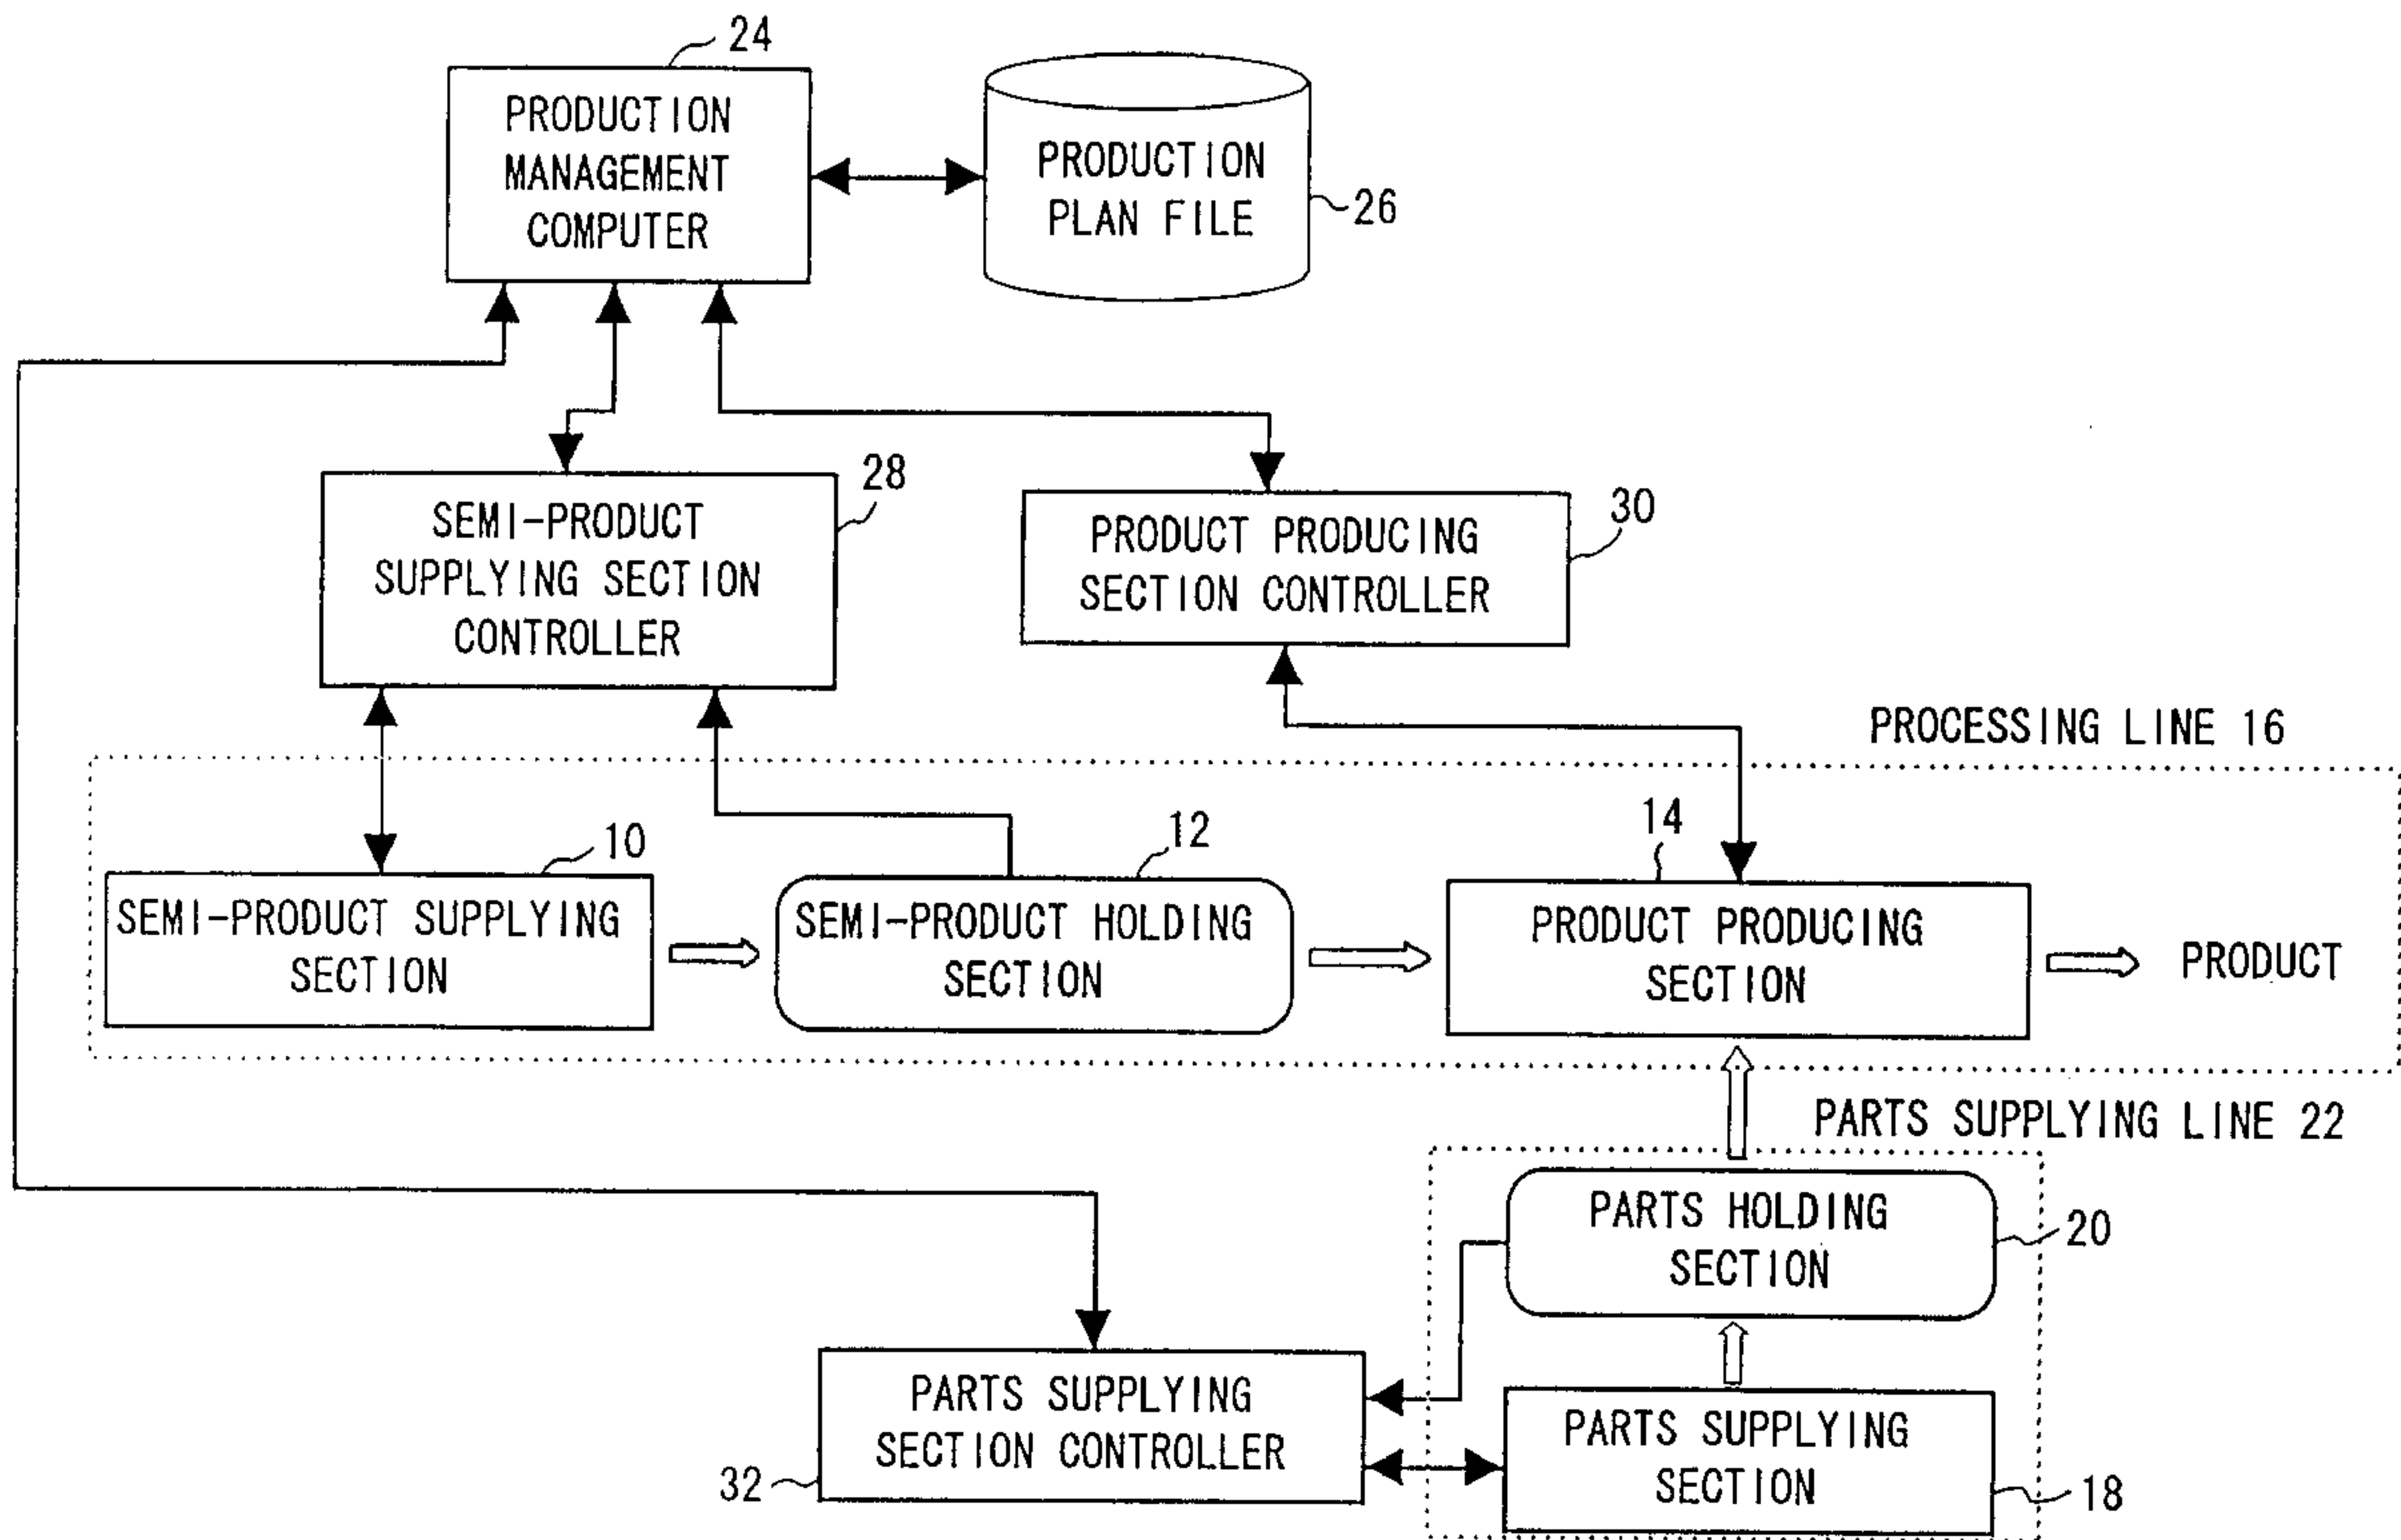 24
PRODUCTION
MANAGEMENT
COMPUTER
PRODUCTION
PLAN FILE
26
SEMI-PRODUCT
SUPPLYING SECTION
CONTROLLER
28
PRODUCT PRODUCING
SECTION CONTROLLER
30
PROCESSING LINE 16
10
SEMI-PRODUCT SUPPLYING
SECTION
12
SEMI-PRODUCT HOLDING
SECTION
14
PRODUCT PRODUCING
SECTION
PRODUCT
PARTS SUPPLYING LINE 22
PARTS HOLDING
SECTION
20
PARTS SUPPLYING
SECTION CONTROLLER
32
PARTS SUPPLYING
SECTION
18